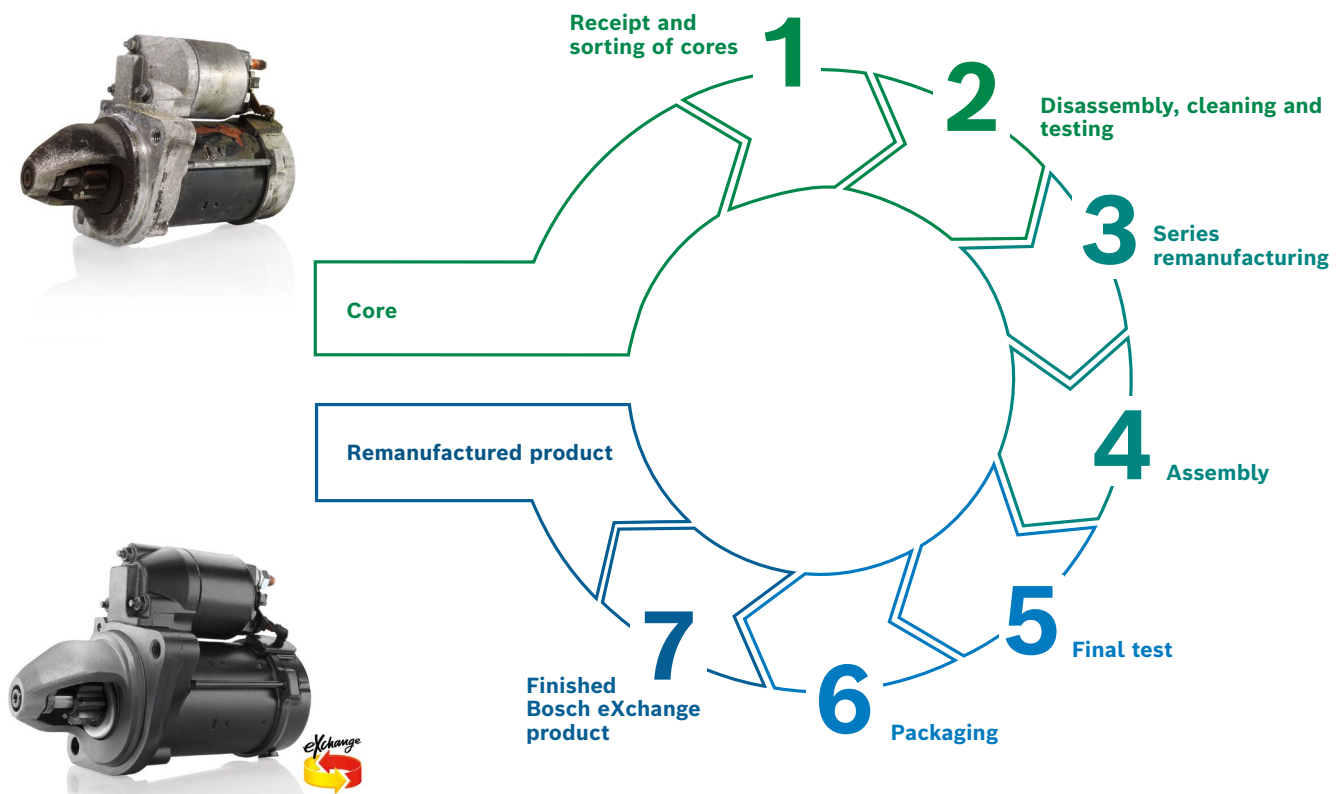 Receipt and
sorting of cores
1
2
Disassembly, cleaning and
testing
3
Series
remanufacturing
Core
Remanufactured product
4
Assembly
5
Final test
6
Packaging
7
Finished
Bosch eXchange
product
eXchange